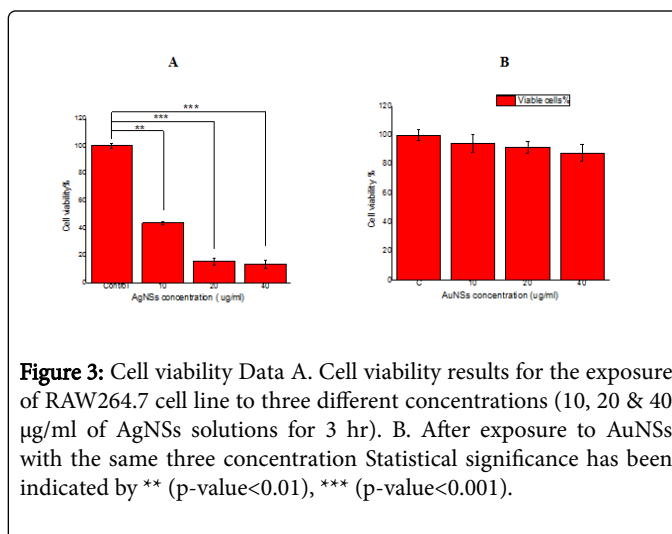 A
B
***
***
**
Viable cells%
120
100
80
60
40
20
0
Cell viability%
Control
10
20
40
AgNSs concentration ( ug/ml)
120
100
80
60
40
20
0
Cell viability %
C
10
20
40
AuNSs concentration (ug/ml)
Figure 3: Cell viability Data A. Cell viability results for the exposure
of RAW264.7 cell line to three different concentrations (10, 20 & 40
µg/ml of AgNSs solutions for 3 hr). B. After exposure to AuNSs
with the same three concentration Statistical significance has been
indicated by ** (p-value<0.01), *** (p-value<0.001).